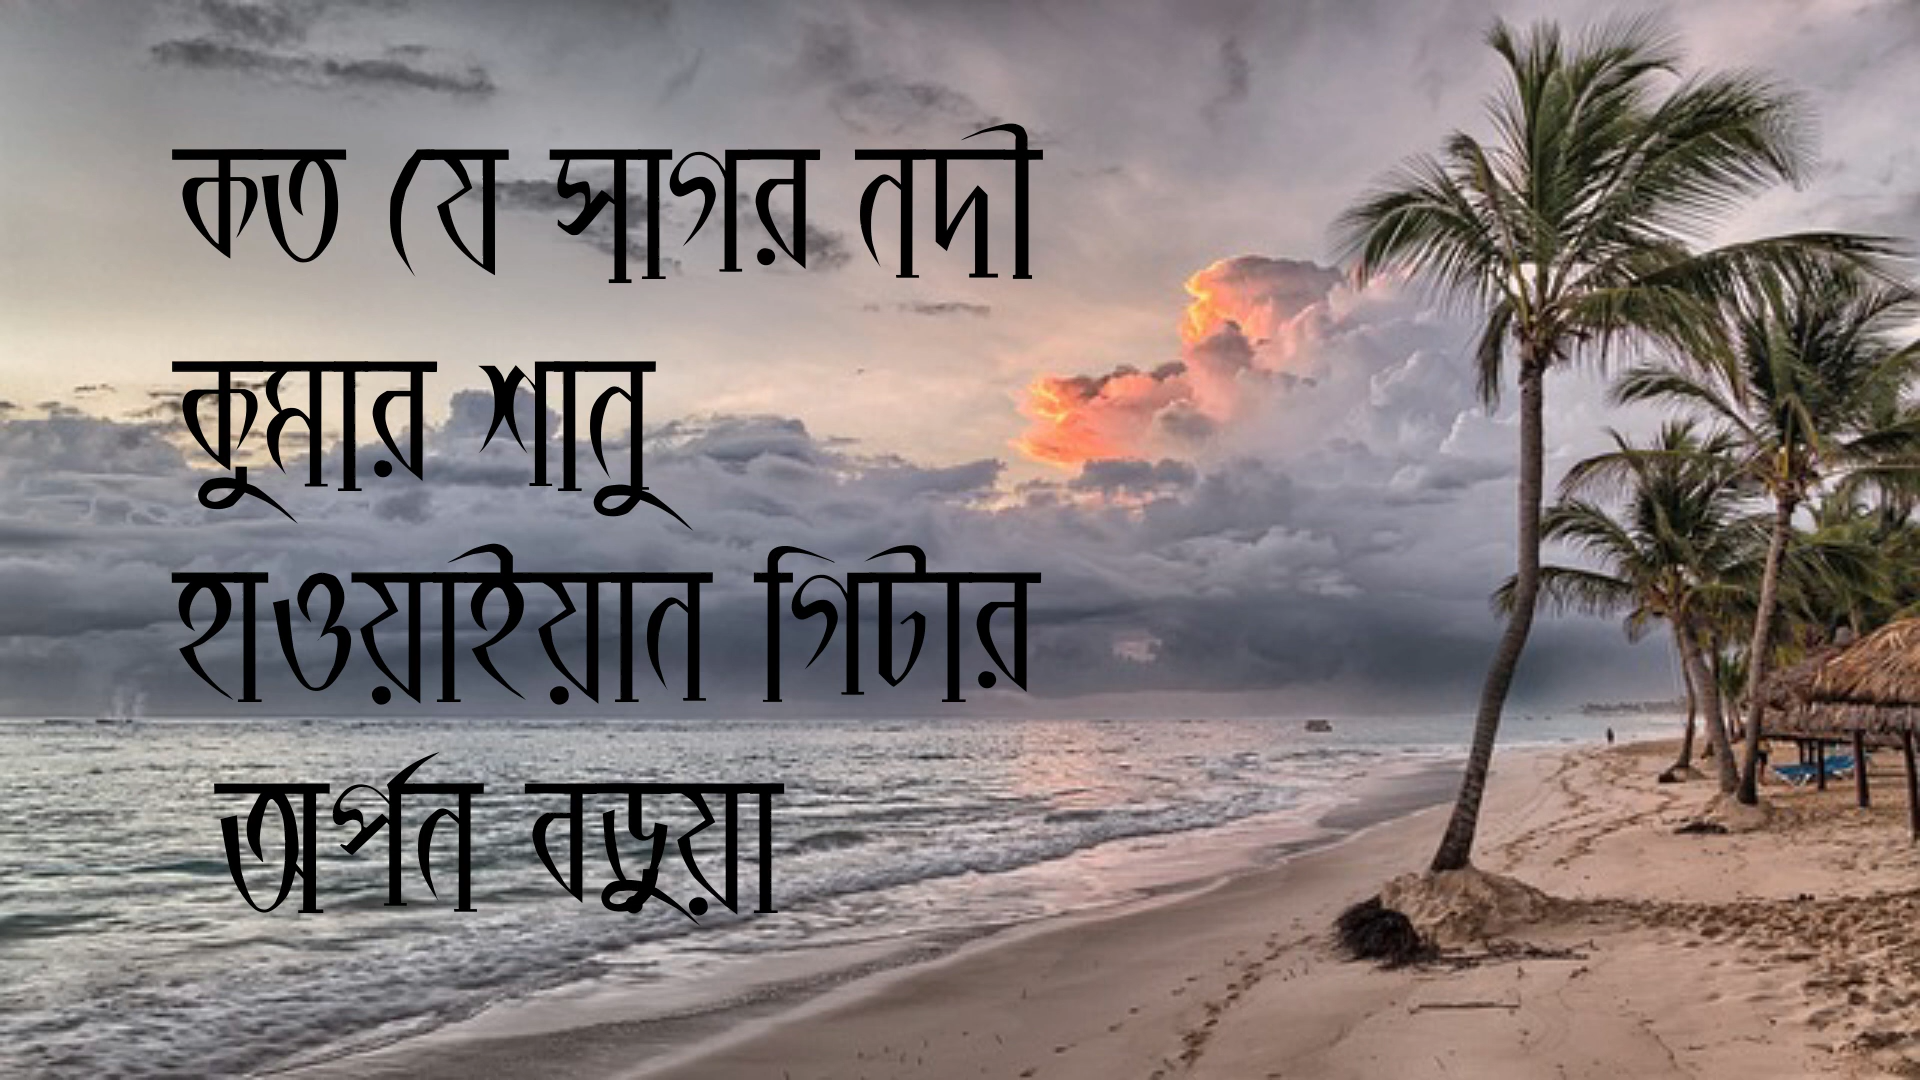 কত যে সাগর নদী
কুমার শানু
হাওয়াইয়ান গিটার
অর্পন বড়ুয়া